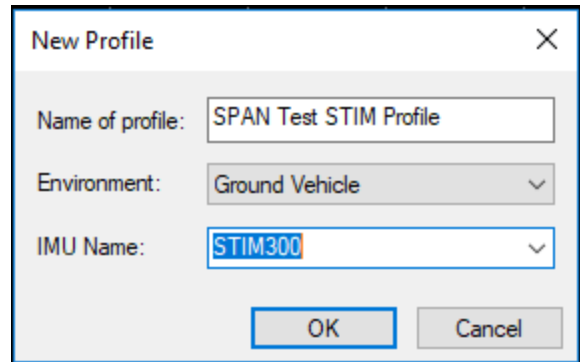 New Profile
Name of profile: SPAN Test STIM Profile
Environment: Ground Vehicle
IMU Name: STIM300
OK Cancel